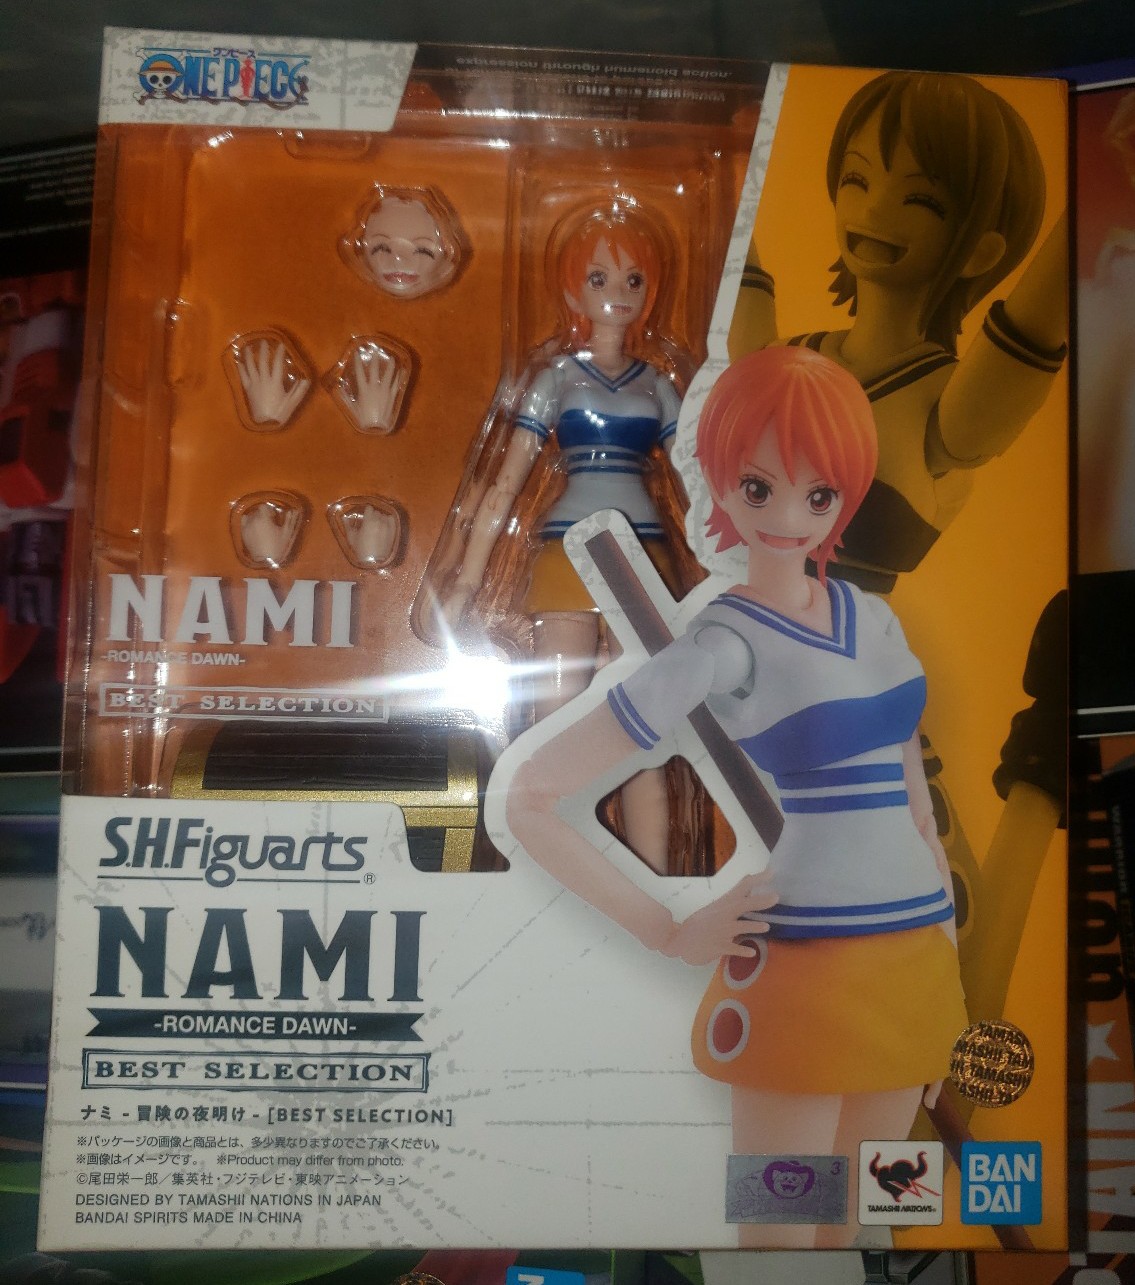 ワンピース
ONE PIECE
expression through humanoid action.
NAMI
-ROMANCE DAWN-
BEST SELECTION
S.H.Figuarts
®
NAMI
-ROMANCE DAWN-
BEST SELECTION
ナミ - 冒険の夜明け - [BEST SELECTION]
※パッケージの画像と商品とは、多少異なりますのでご了承ください。
※画像はイメージです。 ※Product may differ from photo.
©尾田栄一郎／集英社・フジテレビ・東映アニメーション
DESIGNED BY TAMASHII NATIONS IN JAPAN
BANDAI SPIRITS MADE IN CHINA
3
TAMASHII NATIONS
BAN
DAI